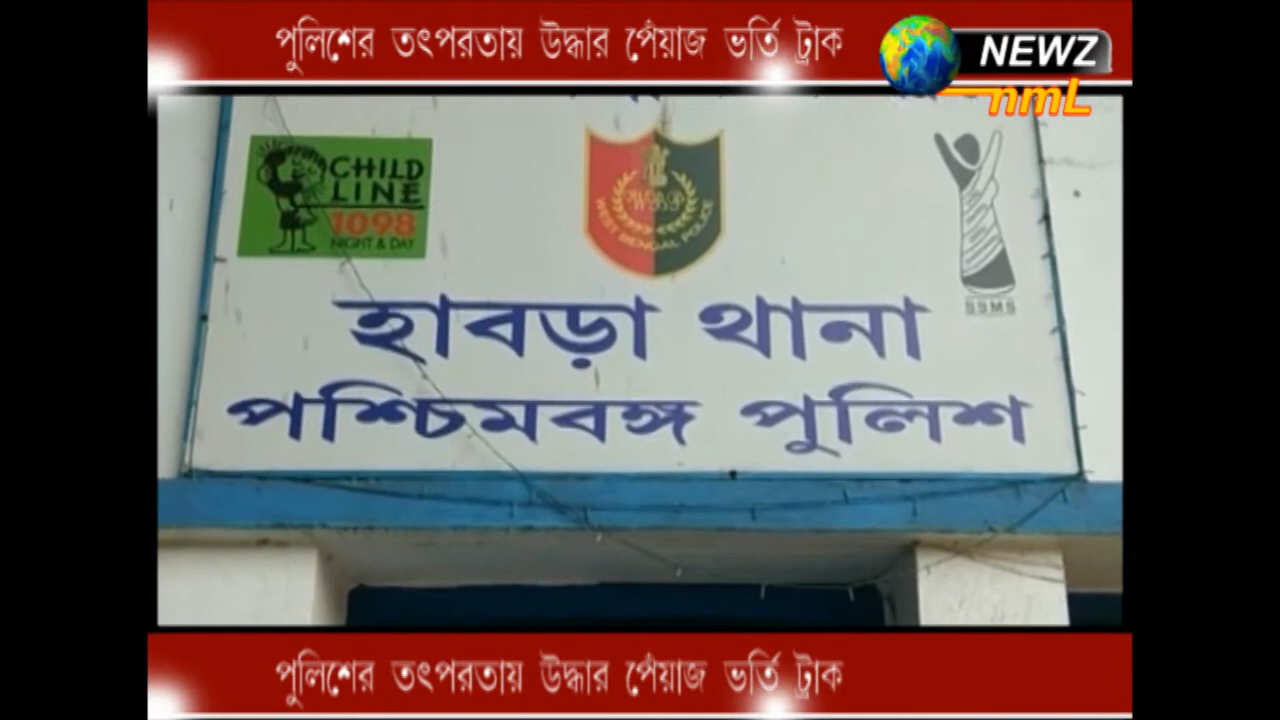 পুলিশের তৎপরতায় উদ্ধার পেঁয়াজ ভর্তি ট্রাক
NEWZ
nmL
CHILD
LINE
1098
NIGHT & DAY
WEST BENGAL POLICE
SSMS
হাবড়া থানা
পশ্চিমবঙ্গ পুলিশ
পুলিশের তৎপরতায় উদ্ধার পেঁয়াজ ভর্তি ট্রাক